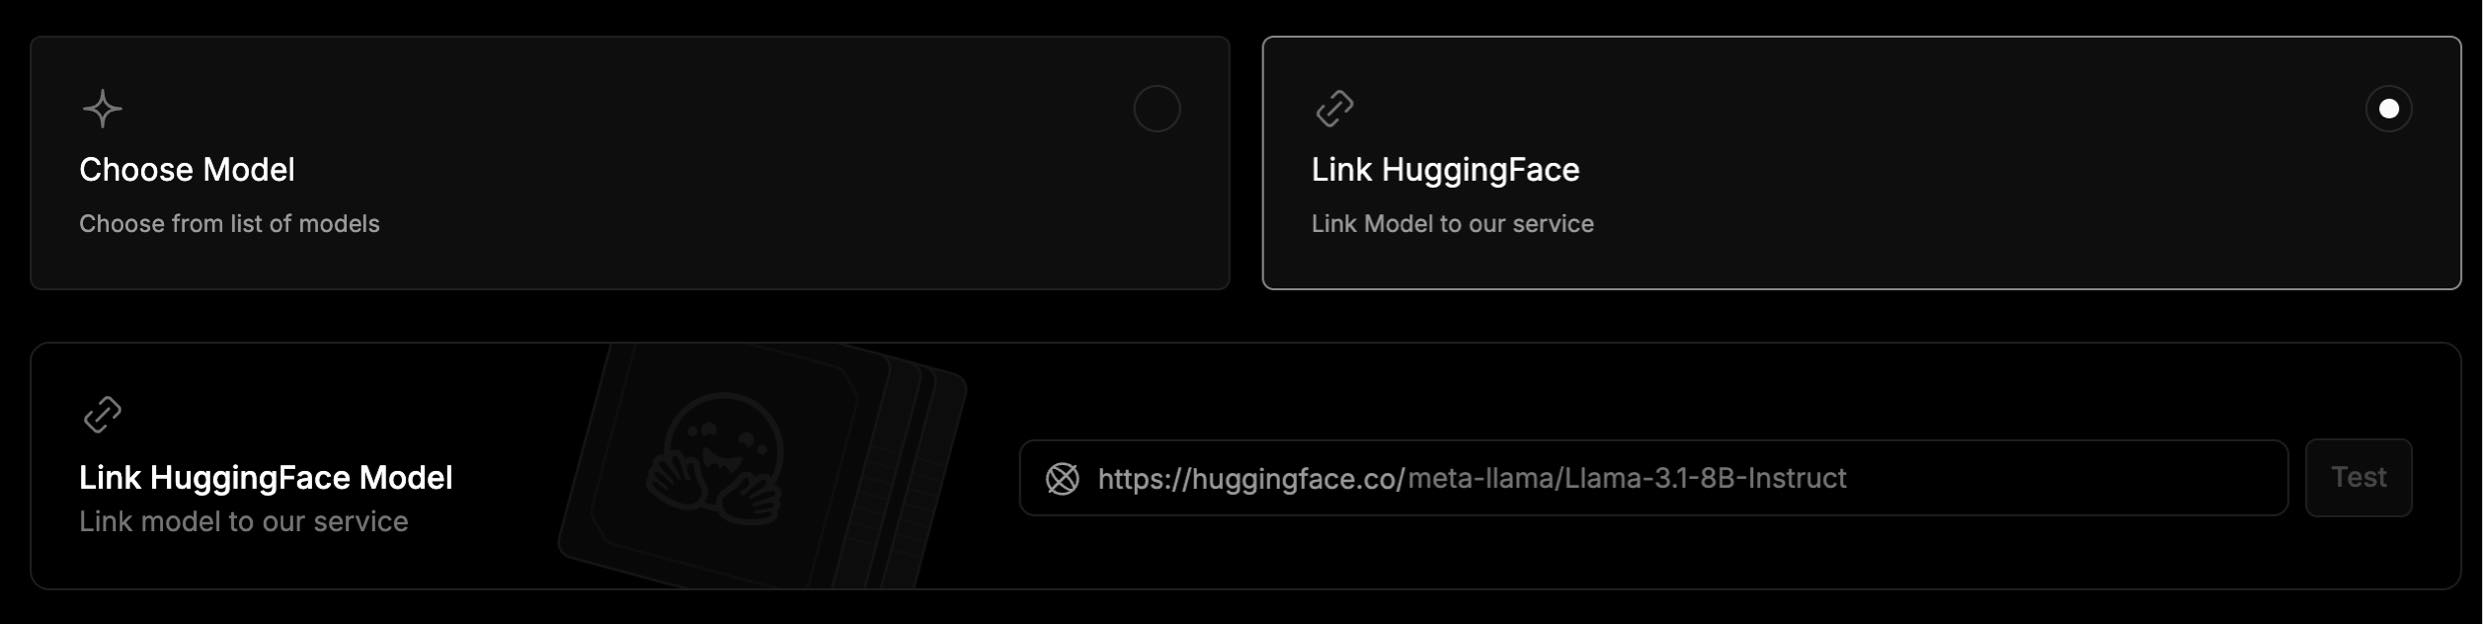 Choose Model
Choose from list of models
Link HuggingFace
Link Model to our service
Link HuggingFace Model
Link model to our service
https://huggingface.co/meta-llama/Llama-3.1-8B-Instruct
Test